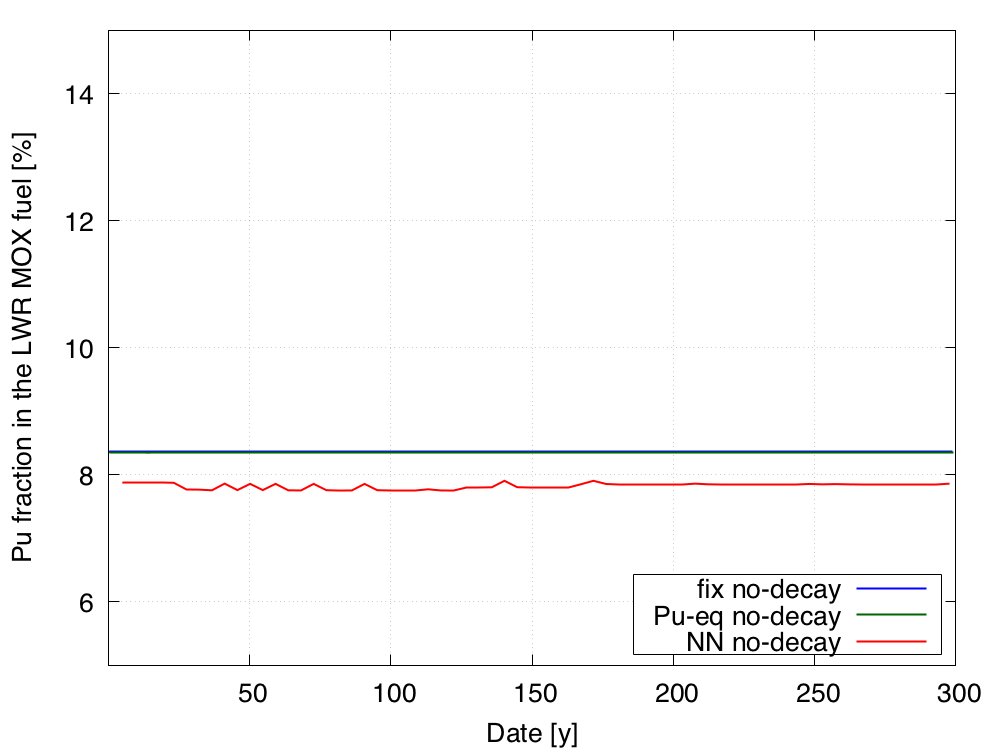 Pu fraction in the LWR MOX fuel [%]
14
12
10
8
6
fix no-decay
Pu-eq no-decay
NN no-decay
50
100
150
200
250
300
Date [y]